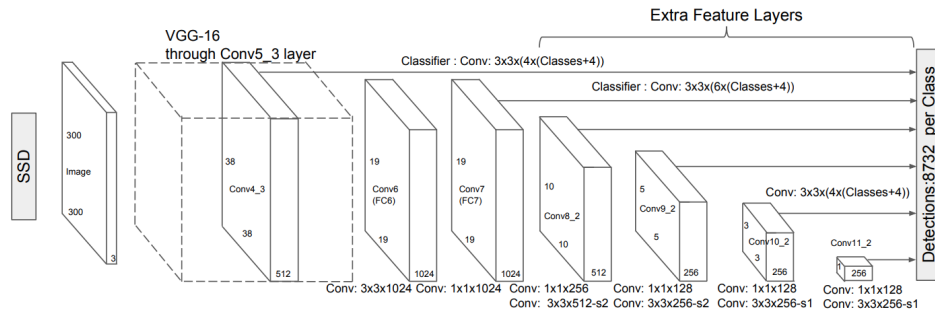 Extra Feature Layers
VGG-16
through Conv5_3 layer
Classifier : Conv: 3x3x(4x(Classes+4))
Classifier : Conv: 3x3x(6x(Classes+4))
SSD
300
Image
300
3
38
Conv4_3
38
512
19
Conv6
(FC6)
19
1024
19
Conv7
(FC7)
19
1024
10
Conv8_2
10
512
5
Conv9_2
5
256
Conv: 3x3x(4x(Classes+4))
3
Conv10_2
3
256
Conv11_2
1
256
Detections:8732 per Class
Conv: 3x3x1024
Conv: 1x1x1024
Conv: 1x1x256
Conv: 3x3x512-s2
Conv: 1x1x128
Conv: 3x3x256-s2
Conv: 1x1x128
Conv: 3x3x256-s1
Conv: 1x1x128
Conv: 3x3x256-s1